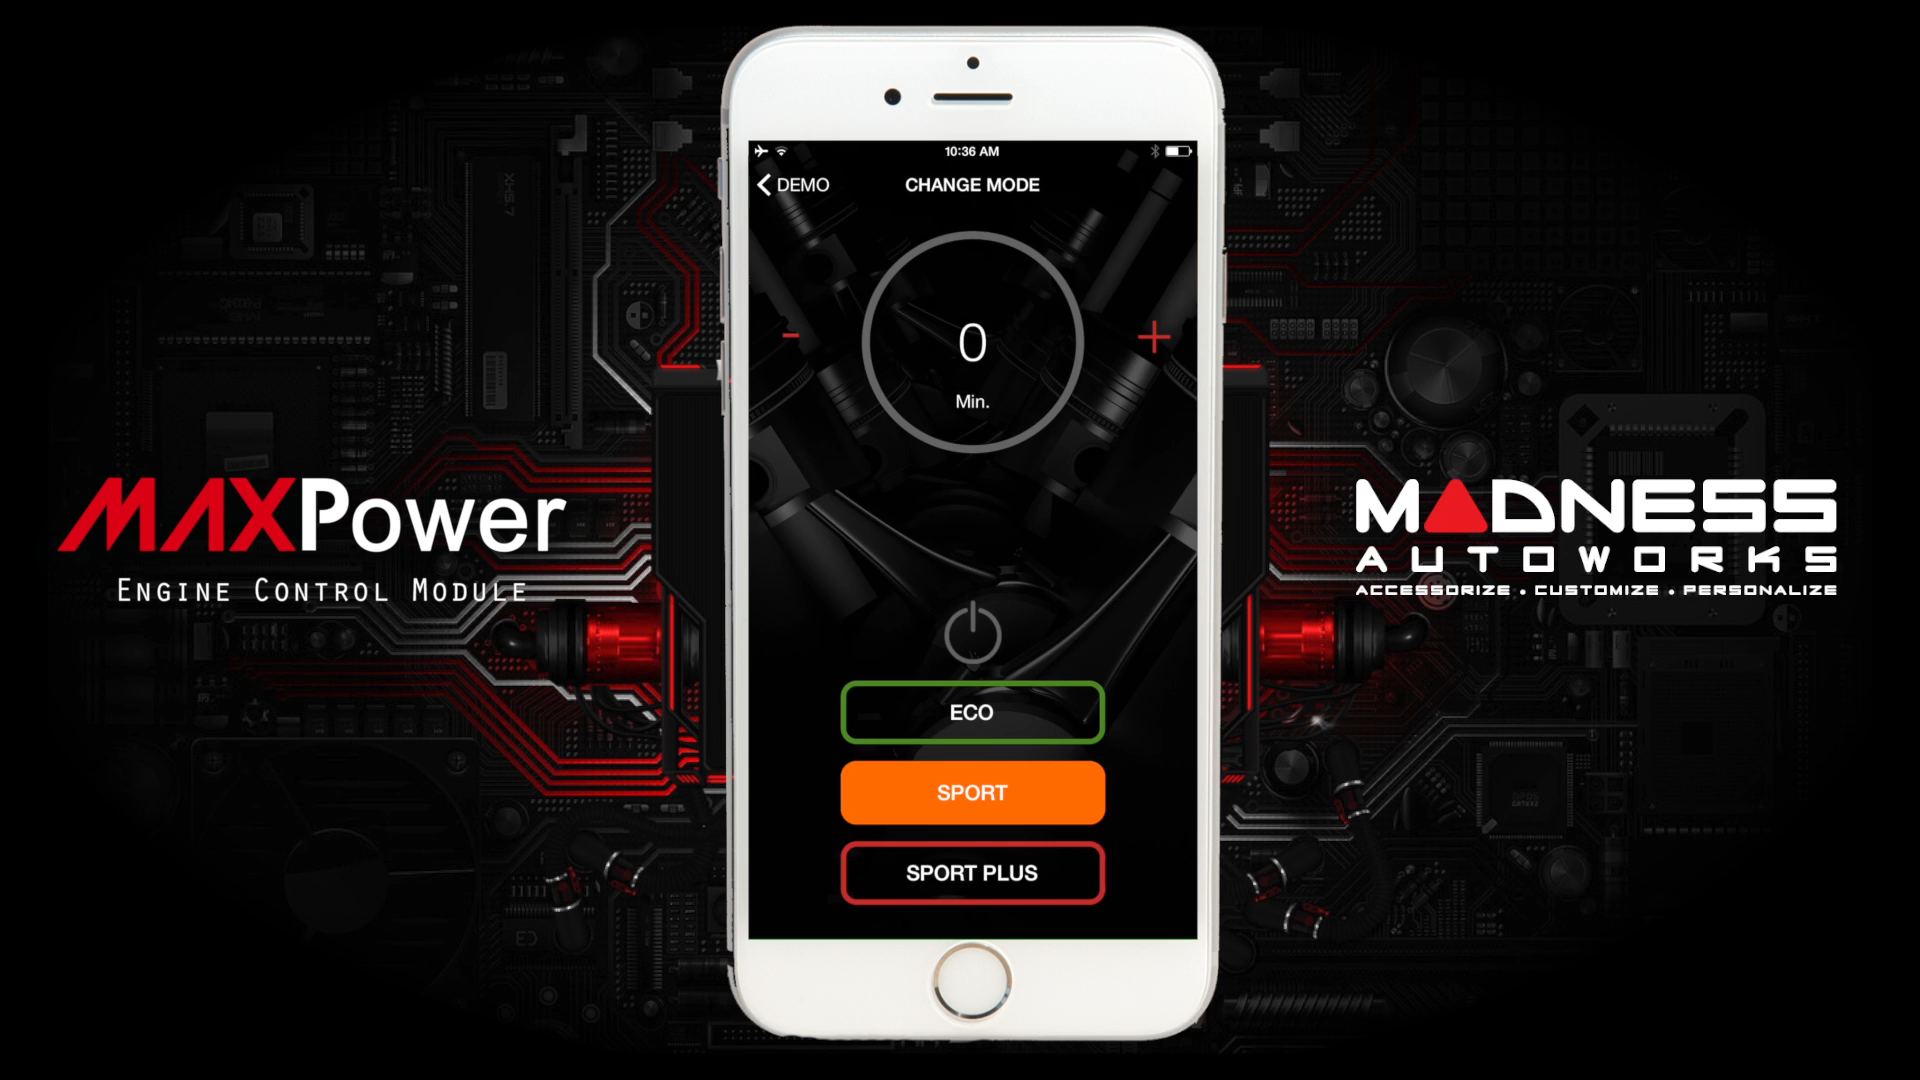 10:36 AM
DEMO
CHANGE MODE
-
+
0
Min.
MAXPower
ENGINE CONTROL MODULE
MADNESS
AUTOWORKS
ACCESSORIZE • CUSTOMIZE • PERSONALIZE
ECO
SPORT
SPORT PLUS